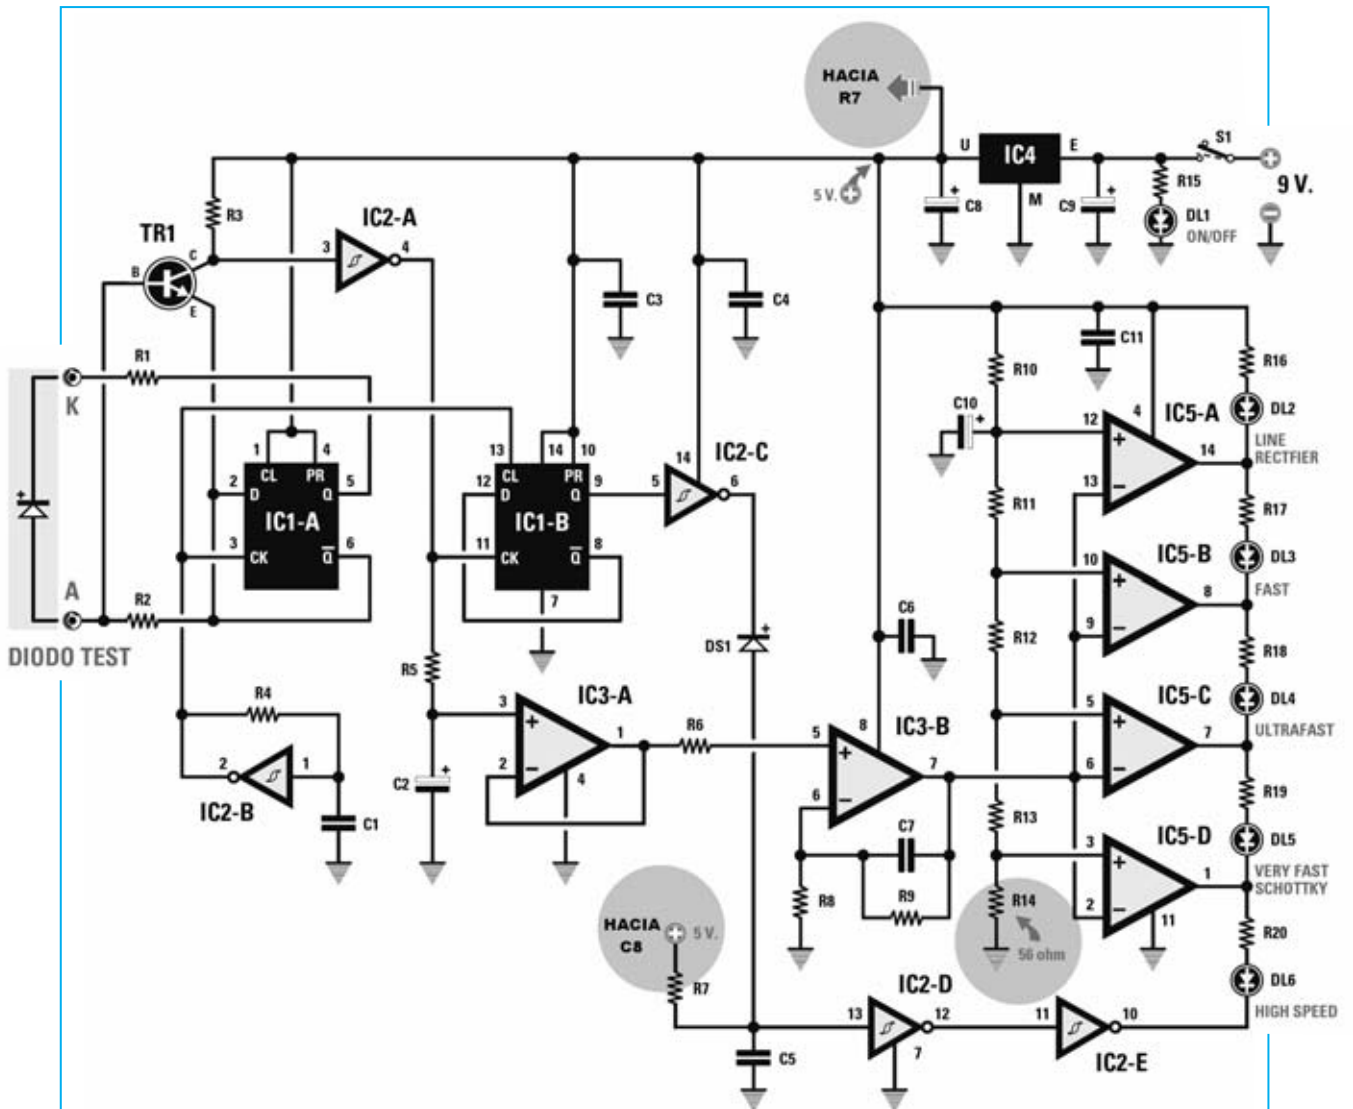 HACIA
R7
U
IC4
E
M
S1
9 V.
R15
DL1
ON/OFF
5 V.
C8
C9
R3
IC2-A
3
4
TR1
C
B
E
C3
C4
C11
R10
R16
DL2
LINE
RECTFIER
C10
12
4
IC5-A
14
13
R1
K
1
4
CL
PR
2
D
Q
5
IC1-A
3
CK
Q
6
13
14
10
CL
PR
12
D
Q
9
IC1-B
11
CK
Q
8
7
IC2-C
14
5
6
R11
R17
DL3
FAST
10
IC5-B
8
9
A
R2
DIODO TEST
R5
DS1
C6
R12
R18
DL4
ULTRAFAST
5
IC5-C
7
6
R4
2
1
IC2-B
C1
C2
3
IC3-A
1
2
4
R6
5
8
IC3-B
7
6
C7
R8
R9
R13
R19
DL5
VERY FAST
SCHOTTKY
3
IC5-D
1
2
11
R14
56 ohm
R20
DL6
HIGH SPEED
HACIA
C8
5 V.
R7
C5
IC2-D
13
12
7
11
10
IC2-E